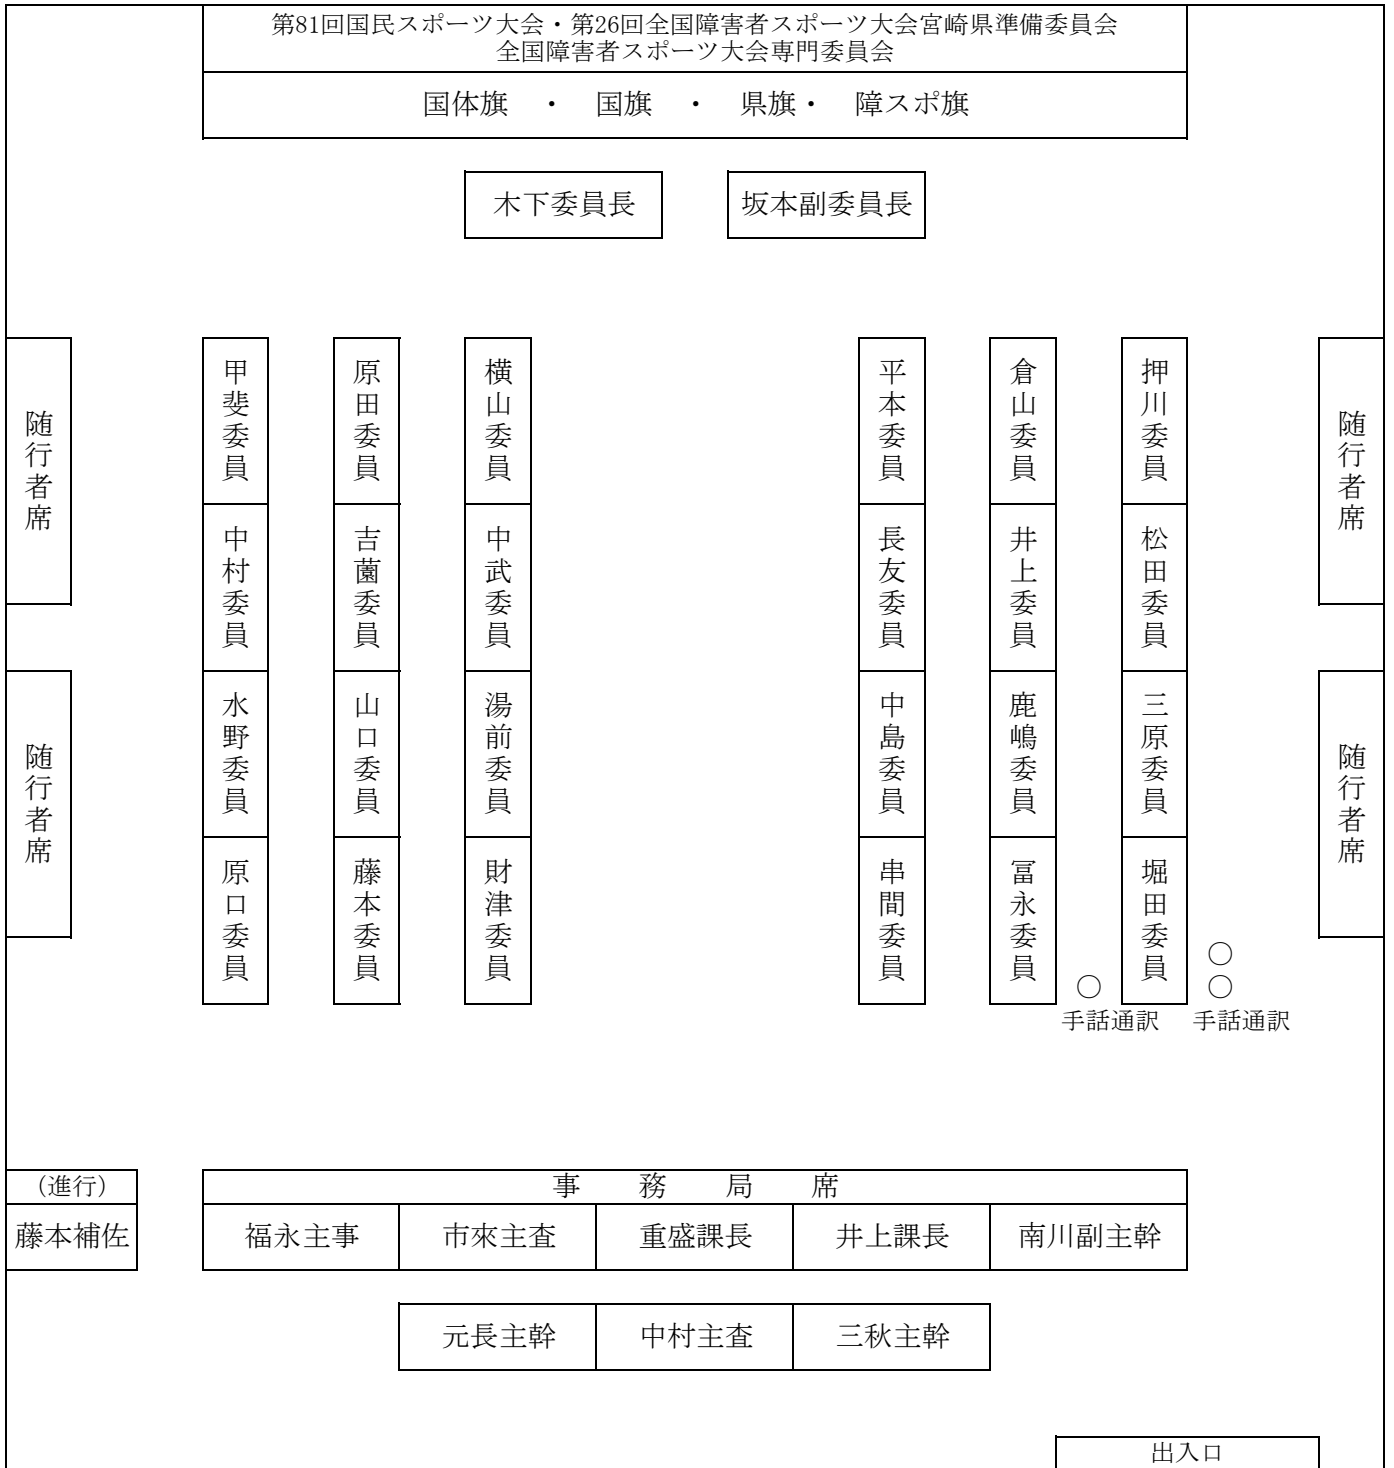 第81回国民スポーツ大会・第26回全国障害者スポーツ大会宮崎県準備委員会
全国障害者スポーツ大会専門委員会
国体旗　・　国旗　・　県旗・　障スポ旗
木下委員長
坂本副委員長
随行者席
甲斐委員
原田委員
横山委員
平本委員
倉山委員
押川委員
随行者席
中村委員
吉薗委員
中武委員
長友委員
井上委員
松田委員
随行者席
水野委員
山口委員
湯前委員
中島委員
鹿嶋委員
三原委員
随行者席
原口委員
藤本委員
財津委員
串間委員
冨永委員
堀田委員
〇
〇
〇
手話通訳
手話通訳
（進行）
藤本補佐
事　務　局　席
福永主事
市來主査
重盛課長
井上課長
南川副主幹
元長主幹
中村主査
三秋主幹
出入口